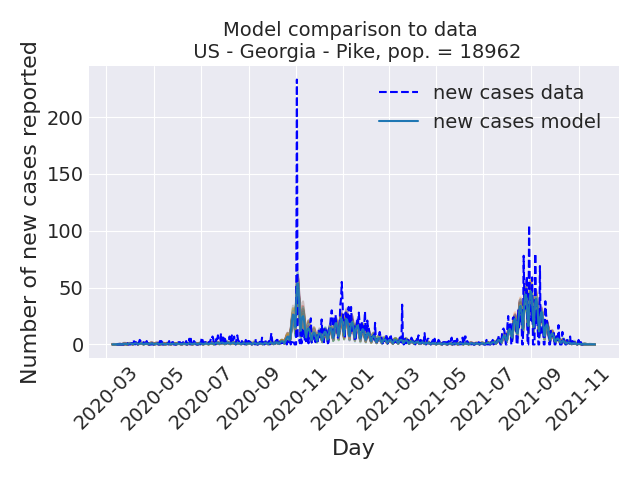 Model comparison to data
US - Georgia - Pike, pop. = 18962
Number of new cases reported
200
150
100
50
0
new cases data
new cases model
2020-03
2020-05
2020-07
2020-09
2020-11
2021-01
2021-03
2021-05
2021-07
2021-09
2021-11
Day